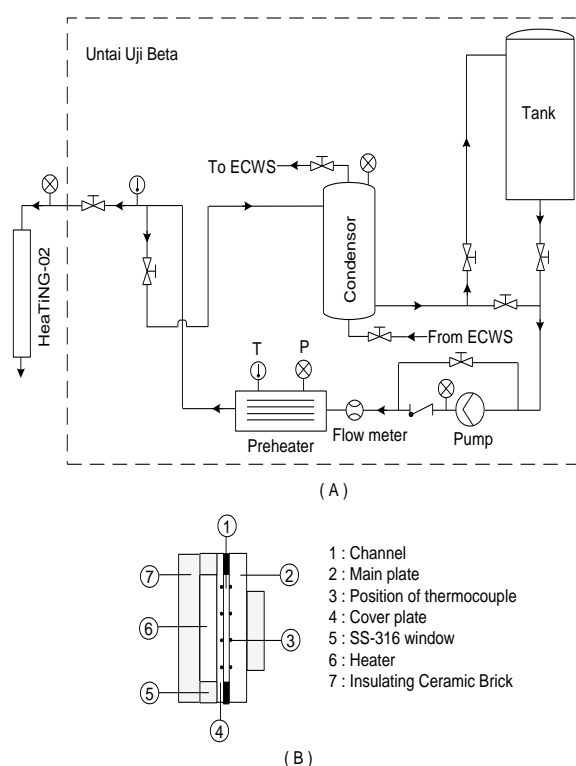 Untai Uji Beta
Tank
To ECWS
Condensor
HeaTiNG-02
From ECWS
T
P
Preheater
Flow meter
Pump
( A )
1
7
2
6
3
5
4
1 : Channel
2 : Main plate
3 : Position of thermocouple
4 : Cover plate
5 : SS-316 window
6 : Heater
7 : Insulating Ceramic Brick
( B )